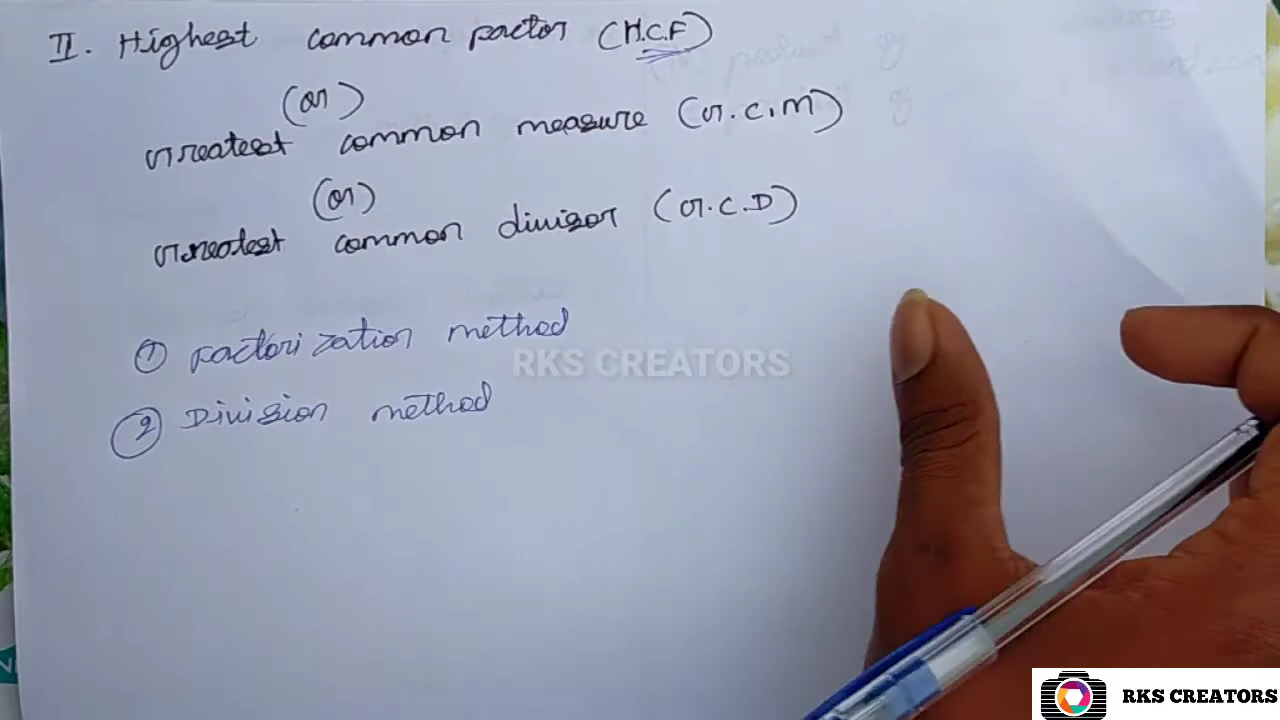 II. Highest common factor (H.C.F)
(or)
Greatest common measure (G.C.M)
(or)
Greatest common divisor (G.C.D)
① Factorization method
② Division method
RKS CREATORS
RKS CREATORS